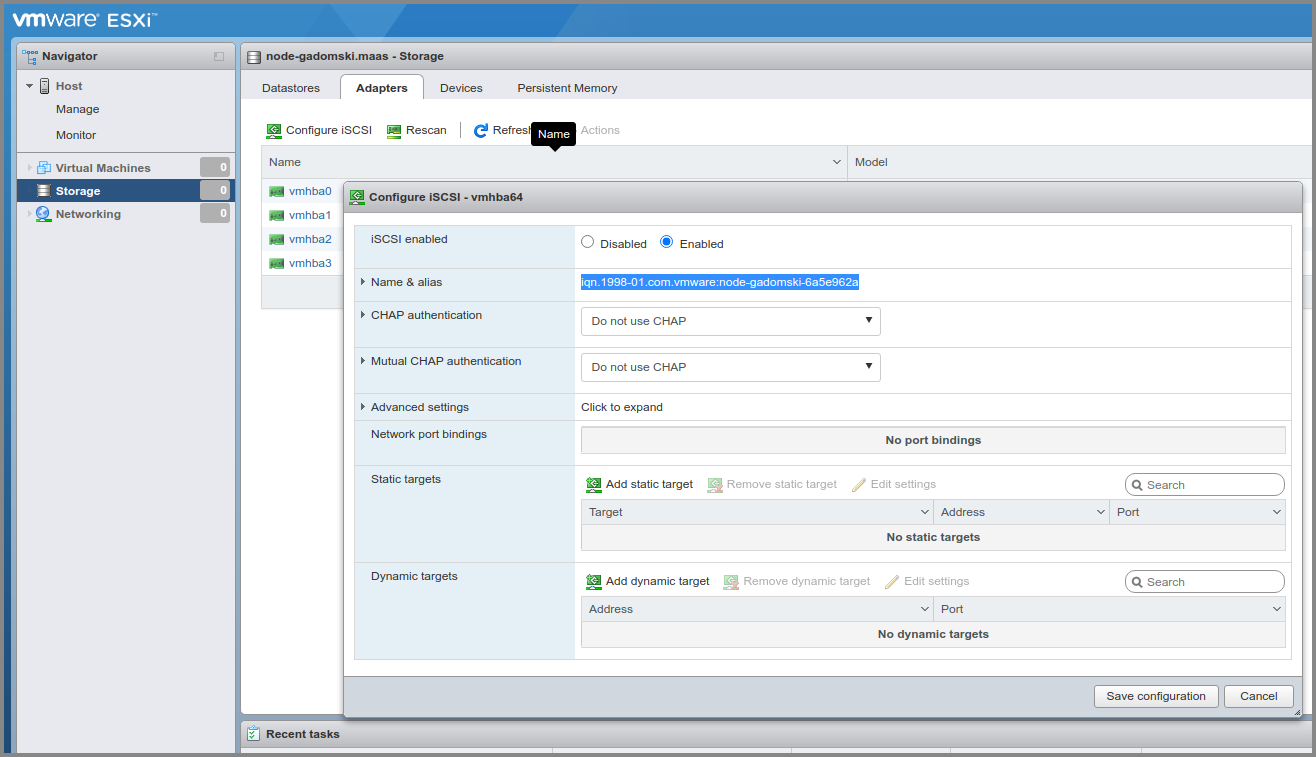 vmware ESXi™
Navigator
Host
Manage
Monitor
Virtual Machines 0
Storage 0
Networking 0
node-gadomski.maas - Storage
Datastores Adapters Devices Persistent Memory
Configure iSCSI Rescan Refresh Actions
Name
Name Model
vmhba0
vmhba1
vmhba2
vmhba3
Configure iSCSI - vmhba64
iSCSI enabled Disabled Enabled
Name & alias iqn.1998-01.com.vmware:node-gadomski-6a5e962a
CHAP authentication Do not use CHAP
Mutual CHAP authentication Do not use CHAP
Advanced settings Click to expand
Network port bindings No port bindings
Static targets Add static target Remove static target Edit settings Search
Target Address Port
No static targets
Dynamic targets Add dynamic target Remove dynamic target Edit settings Search
Address Port
No dynamic targets
Save configuration Cancel
Recent tasks